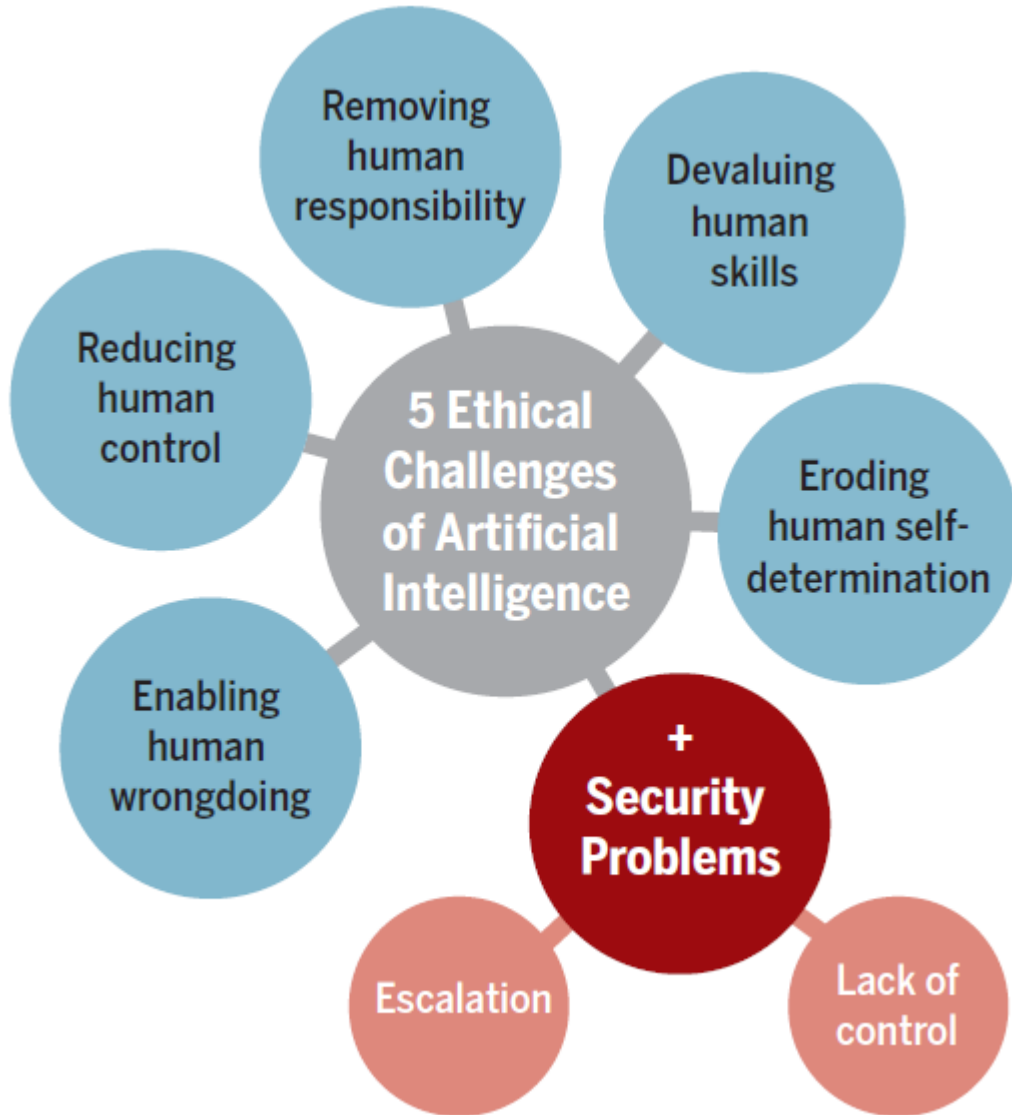 Removing
human
responsibility
Devaluing
human
skills
Reducing
human
control
5 Ethical
Challenges
of Artificial
Intelligence
Eroding
human self-
determination
Enabling
human
wrongdoing
+
Security
Problems
Escalation
Lack of
control